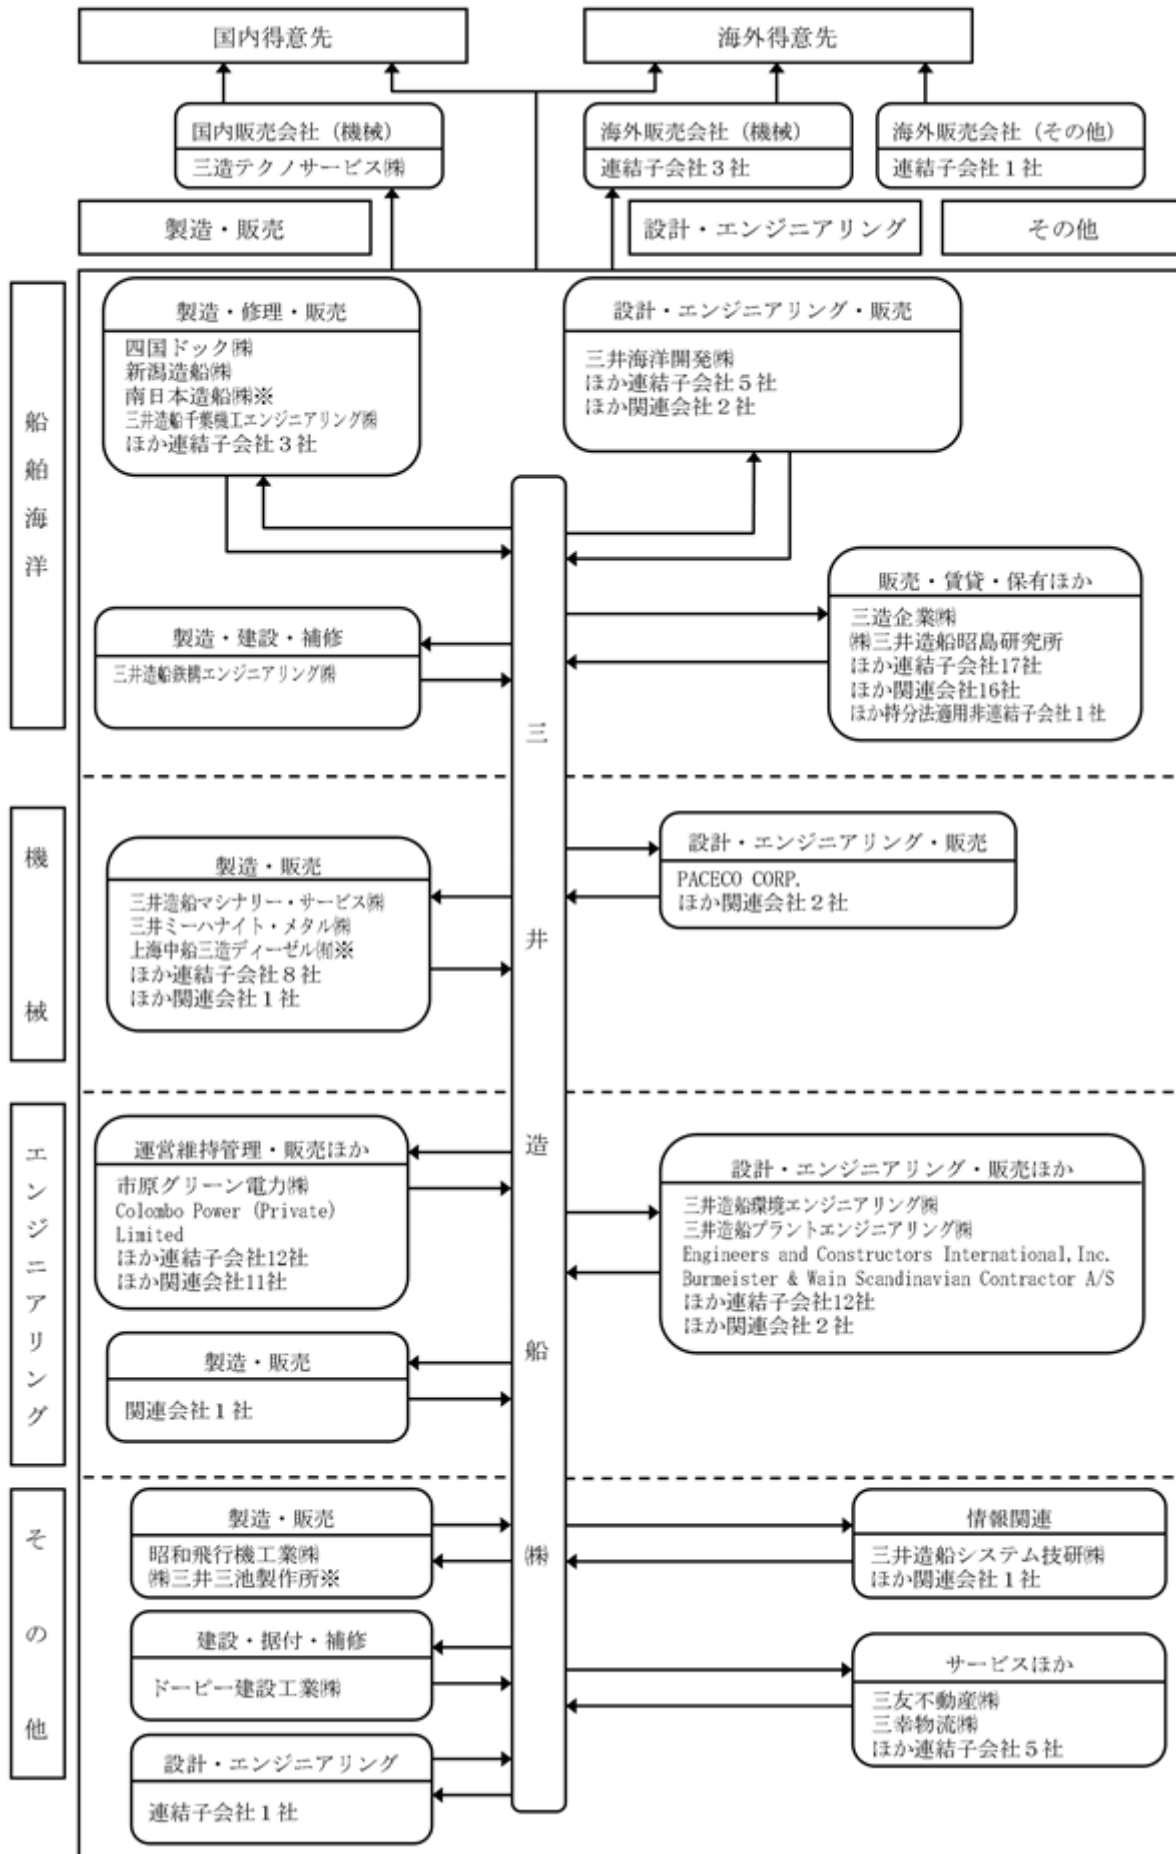 国内得意先
海外得意先
国内販売会社（機械）
三造テクノサービス㈱
海外販売会社（機械）
連結子会社３社
海外販売会社（その他）
連結子会社１社
製造・販売
設計・エンジニアリング
その他
船舶海洋
製造・修理・販売
四国ドック㈱
新潟造船㈱
南日本造船㈱※
三井造船千葉機工エンジニアリング㈱
ほか連結子会社３社
設計・エンジニアリング・販売
三井海洋開発㈱
ほか連結子会社５社
ほか関連会社２社
製造・建設・補修
三井造船鉄構エンジニアリング㈱
販売・賃貸・保有ほか
三造企業㈱
㈱三井造船昭島研究所
ほか連結子会社17社
ほか関連会社16社
ほか持分法適用非連結子会社１社
三井造船㈱
機械
製造・販売
三井造船マシナリー・サービス㈱
三井ミーハナイト・メタル㈱
上海中船三造ディーゼル㈲※
ほか連結子会社８社
ほか関連会社１社
設計・エンジニアリング・販売
PACECO CORP.
ほか関連会社２社
エンジニアリング
運営維持管理・販売ほか
市原グリーン電力㈱
Colombo Power (Private)
Limited
ほか連結子会社12社
ほか関連会社11社
設計・エンジニアリング・販売ほか
三井造船環境エンジニアリング㈱
三井造船プラントエンジニアリング㈱
Engineers and Constructors International,Inc.
Burmeister & Wain Scandinavian Contractor A/S
ほか連結子会社12社
ほか関連会社２社
製造・販売
関連会社１社
その他
製造・販売
昭和飛行機工業㈱
㈱三井三池製作所※
情報関連
三井造船システム技研㈱
ほか関連会社１社
建設・据付・補修
ドーピー建設工業㈱
サービスほか
三友不動産㈱
三幸物流㈱
ほか連結子会社５社
設計・エンジニアリング
連結子会社１社